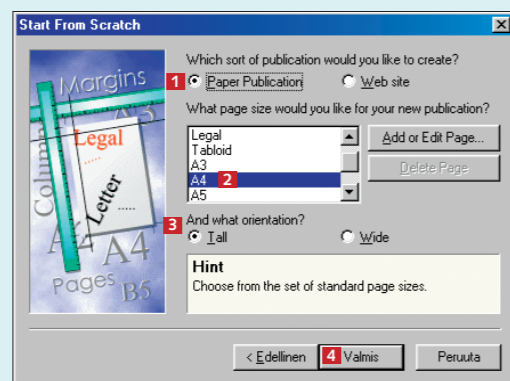 Start From Scratch
Margins
Columns
A3
Legal
Letter
A4
Pages
B5
Which sort of publication would you like to create?
1 Paper Publication Web site
What page size would you like for your new publication?
Legal
Tabloid
A3
A4 2
A5
Add or Edit Page...
Delete Page
3 And what orientation?
Tall Wide
Hint
Choose from the set of standard page sizes.
< Edellinen 4 Valmis Peruuta